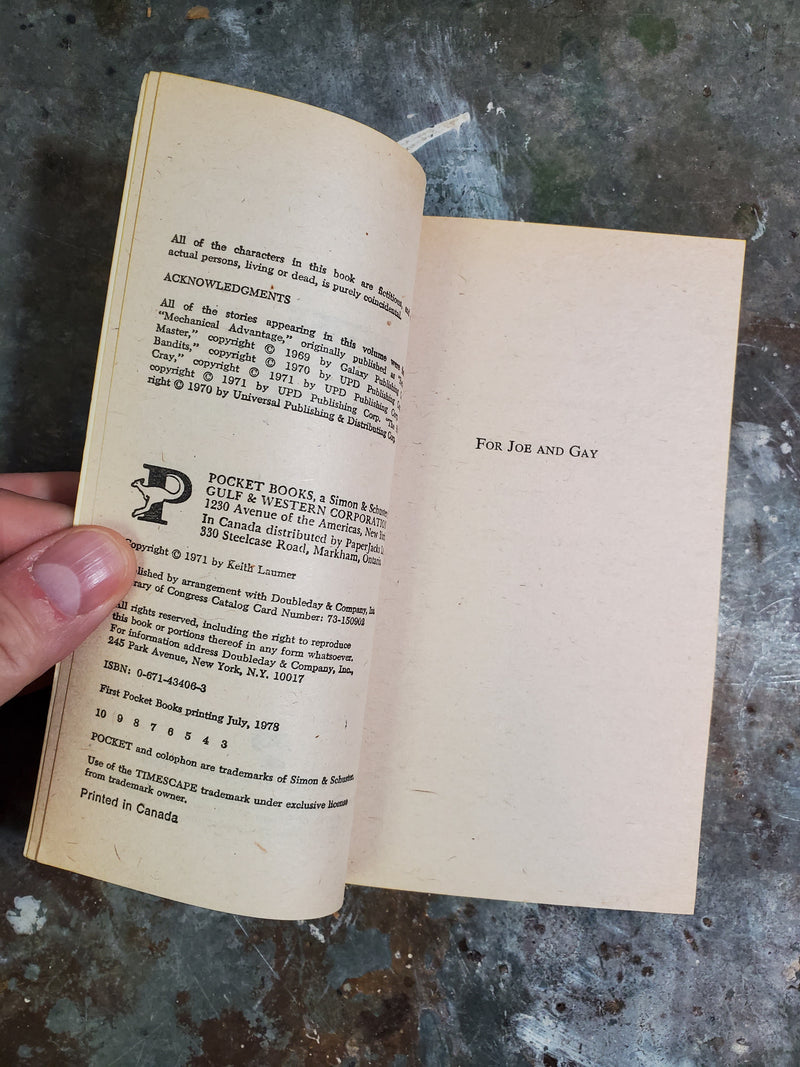 All of the characters in this book are fictitious, and
actual persons, living or dead, is purely coincidental.
ACKNOWLEDGMENTS
All of the stories appearing in this volume were
"Mechanical Advantage," originally published as
Master," copyright © 1969 by Galaxy Publishing
Bandits," copyright © 1970 by UPD Publishing
Cray," copyright © 1971 by UPD Publishing Corp.
copyright © 1971 by UPD Publishing Corp. "The
right © 1970 by Universal Publishing & Distributing Corp.
P
POCKET BOOKS, a Simon & Schuster
GULF & WESTERN CORPORATION
1230 Avenue of the Americas, New
In Canada distributed by PaperJacks
330 Steelcase Road, Markham, Ontario
Copyright © 1971 by Keith Laumer
by arrangement with Doubleday & Company, Inc.
of Congress Catalog Card Number: 73-150902
All rights reserved, including the right to reproduce
this book or portions thereof in any form whatsoever.
For information address Doubleday & Company, Inc.,
245 Park Avenue, New York, N.Y. 10017
ISBN: 0-671-43406-3
First Pocket Books printing July, 1978
10 9 8 7 6 5 4 3
POCKET and colophon are trademarks of Simon & Schuster.
Use of the TIMESCAPE trademark under exclusive license
from trademark owner.
Printed in Canada
FOR JOE AND GAY